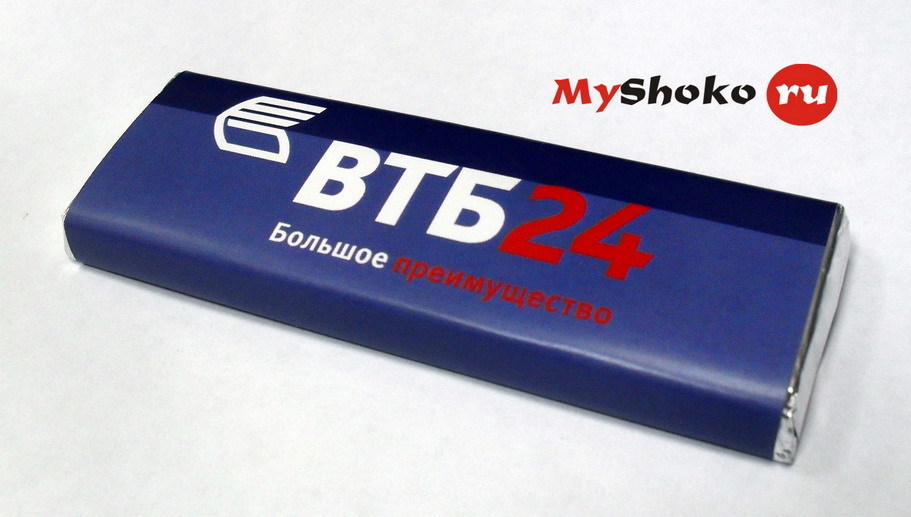 MyShoko ru
ВТБ24
Большое преимущество